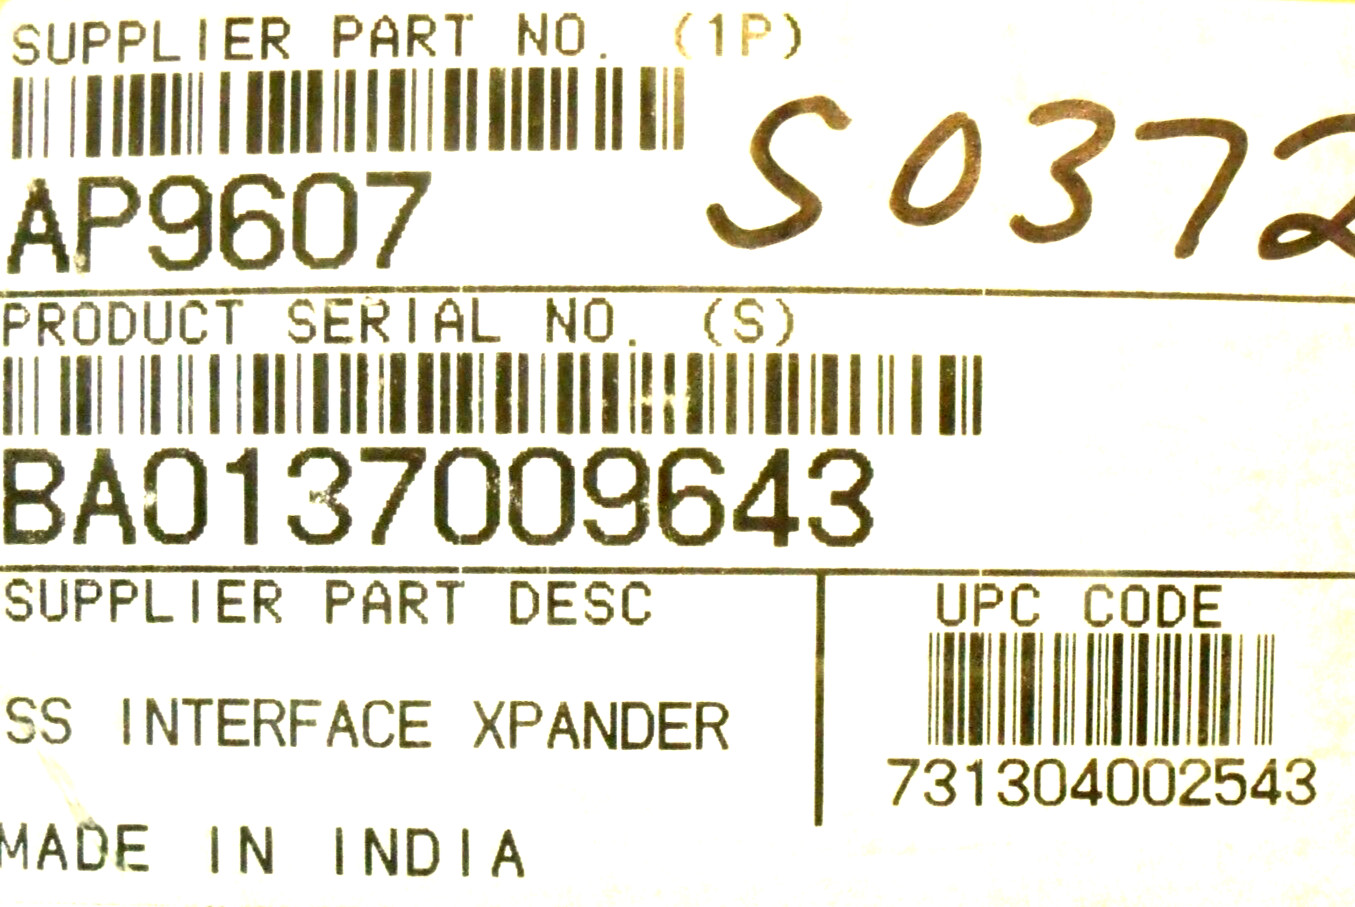 SUPPLIER PART NO. (1P)
S0372
AP9607
PRODUCT SERIAL NO. (S)
BA0137009643
SUPPLIER PART DESC
UPC CODE
SS INTERFACE XPANDER
731304002543
MADE IN INDIA